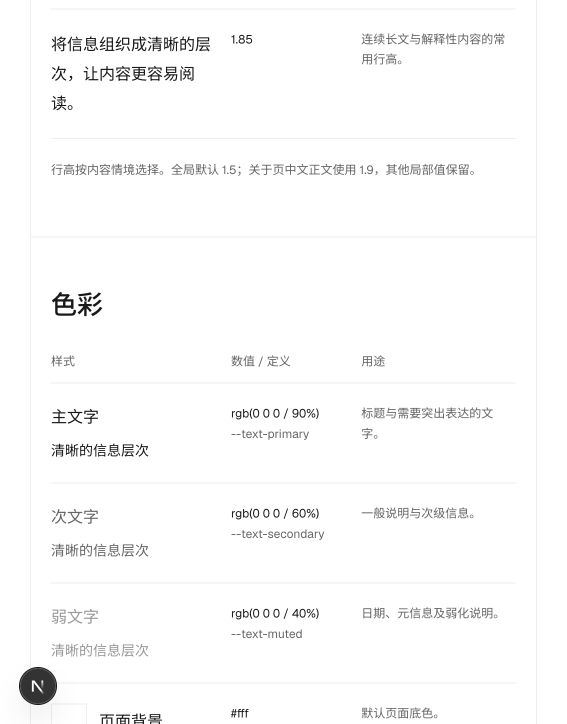 将信息组织成清晰的层
次，让内容更容易阅
读。
1.85
连续长文与解释性内容的常
用行高。
行高按内容情境选择。全局默认 1.5；关于页中文正文使用 1.9，其他局部值保留。
色彩
样式
数值 / 定义
用途
主文字
清晰的信息层次
rgb(0 0 0 / 90%)
--text-primary
标题与需要突出表达的文
字。
次文字
清晰的信息层次
rgb(0 0 0 / 60%)
--text-secondary
一般说明与次级信息。
弱文字
清晰的信息层次
rgb(0 0 0 / 40%)
--text-muted
日期、元信息及弱化说明。
N
页面背景
#fff
默认页面底色。